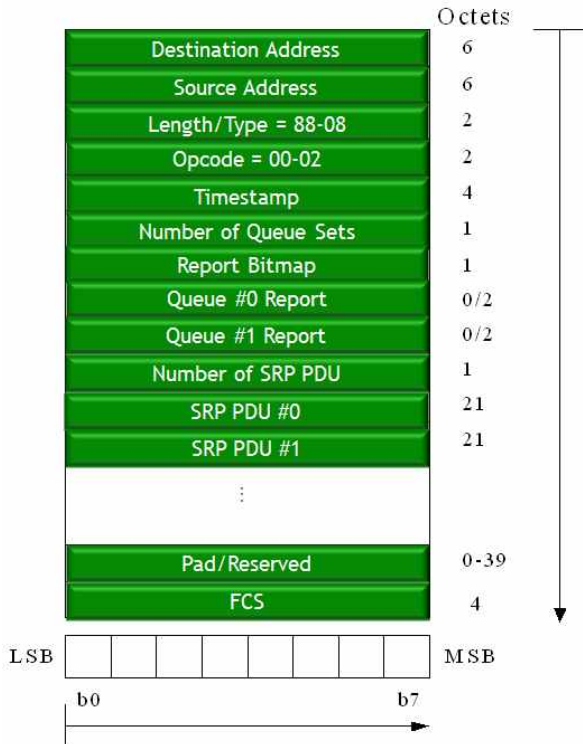 Octets
Destination Address 6
Source Address 6
Length/Type = 88-08 2
Opcode = 00-02 2
Timestamp 4
Number of Queue Sets 1
Report Bitmap 1
Queue #0 Report 0/2
Queue #1 Report 0/2
Number of SRP PDU 1
SRP PDU #0 21
SRP PDU #1 21
⋮
Pad/Reserved 0-39
FCS 4
LSB MSB
b0 b7